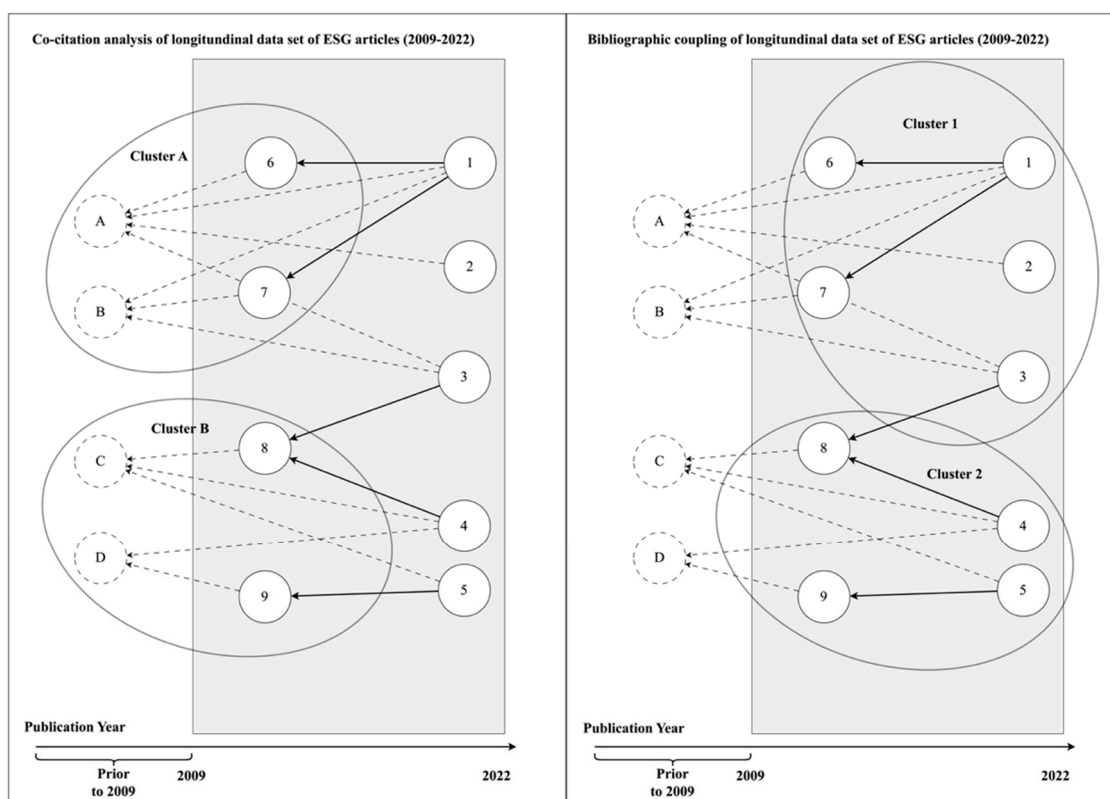 Co-citation analysis of longitundinal data set of ESG articles (2009-2022)
Cluster A
6
1
A
2
7
B
3
Cluster B
8
C
4
D
5
9
Publication Year
Prior
to 2009
2009
2022
Bibliographic coupling of longitundinal data set of ESG articles (2009-2022)
Cluster 1
6
1
A
2
7
B
3
8
C
Cluster 2
4
D
5
9
Publication Year
Prior
to 2009
2009
2022